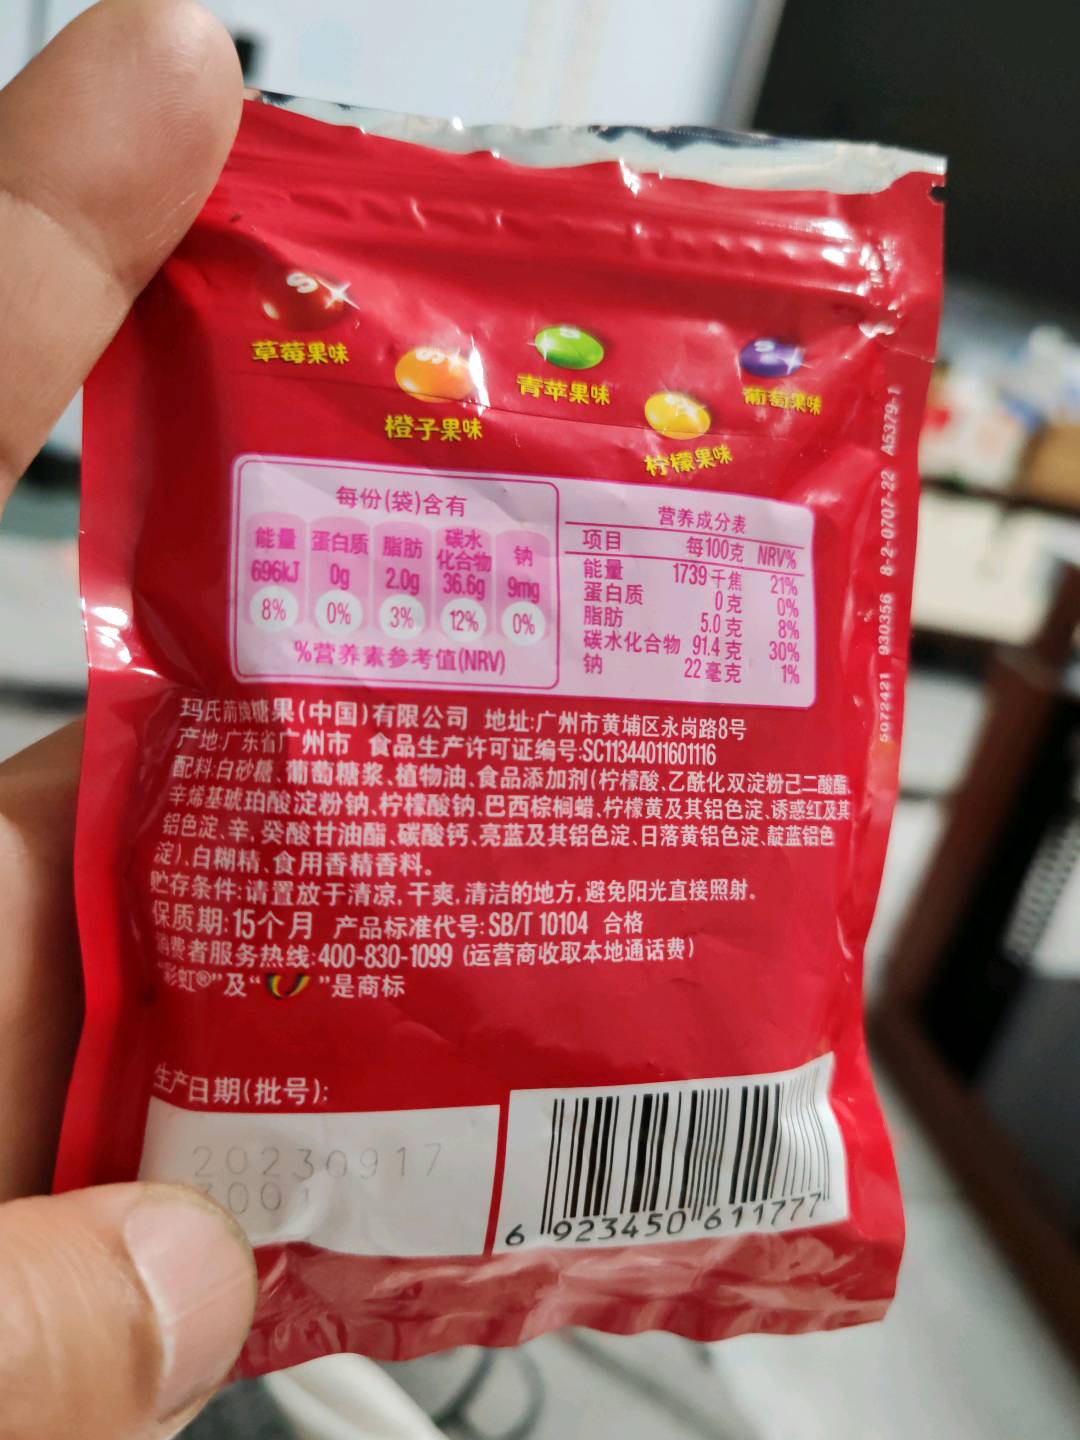 草莓果味
橙子果味
青苹果味
柠檬果味
葡萄果味
每份(袋)含有
能量 蛋白质 脂肪 碳水化合物 钠
696kJ 0g 2.0g 36.6g 9mg
8% 0% 3% 12% 0%
%营养素参考值(NRV)
营养成分表
项目 每100克 NRV%
能量 1739千焦 21%
蛋白质 0克 0%
脂肪 5.0克 8%
碳水化合物 91.4克 30%
钠 22毫克 1%
玛氏箭牌糖果(中国)有限公司 地址:广州市黄埔区永岗路8号
产地:广东省广州市 食品生产许可证编号:SC11344011601116
配料:白砂糖、葡萄糖浆、植物油、食品添加剂(柠檬酸、乙酰化双淀粉己二酸酯、
辛烯基琥珀酸淀粉钠、柠檬酸钠、巴西棕榈蜡、柠檬黄及其铝色淀、诱惑红及其
铝色淀、辛,癸酸甘油酯、碳酸钙、亮蓝及其铝色淀、日落黄铝色淀、靛蓝铝色
淀)、白糊精、食用香精香料。
贮存条件:请置放于清凉,干爽,清洁的地方,避免阳光直接照射。
保质期:15个月 产品标准代号:SB/T 10104 合格
消费者服务热线:400-830-1099 (运营商收取本地通话费)
“彩虹®”及“ ”是商标
生产日期(批号):
20230917
6 923450 611777
5072421 930356 8-2-0707-22 A5379-1